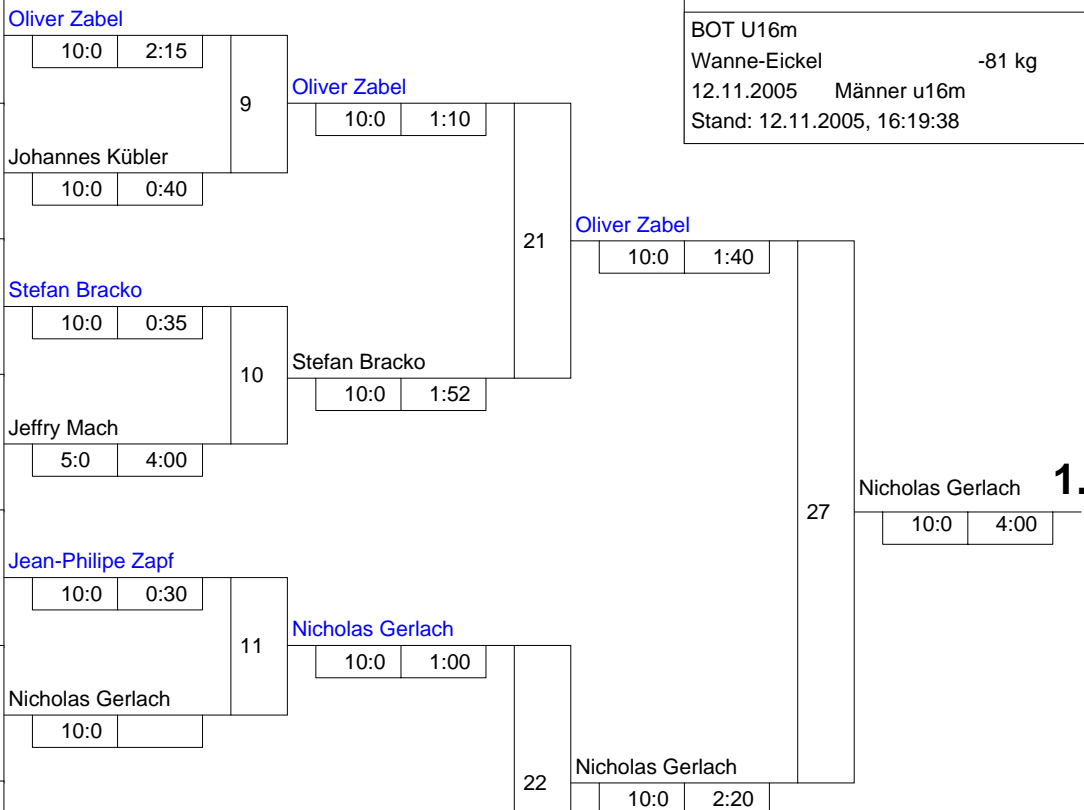 Oliver Zabel
10:0 2:15
9
Johannes Kübler
10:0 0:40
Stefan Bracko
10:0 0:35
10
Jeffry Mach
5:0 4:00
Jean-Philipe Zapf
10:0 0:30
11
Nicholas Gerlach
10:0
Oliver Zabel
10:0 1:10
21
Stefan Bracko
10:0 1:52
Nicholas Gerlach
10:0 1:00
22
Oliver Zabel
10:0 1:40
27
Nicholas Gerlach
10:0 2:20
Nicholas Gerlach 1.
10:0 4:00
BOT U16m
Wanne-Eickel -81 kg
12.11.2005 Männer u16m
Stand: 12.11.2005, 16:19:38